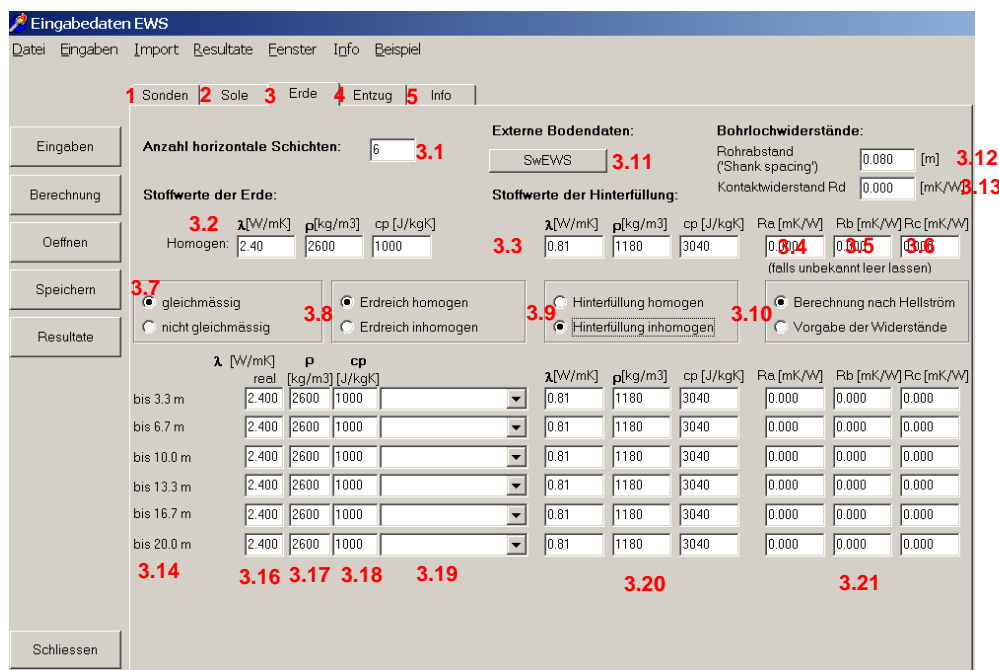 Eingabedaten EWS
Datei Eingaben Import Resultate Fenster Info Beispiel
1 Sonden 2 Sole 3 Erde 4 Entzug 5 Info
Eingaben
Berechnung
Oeffnen
Speichern
Resultate
Schliessen
Anzahl horizontale Schichten: 6 3.1
Externe Bodendaten:
SwEWS 3.11
Bohrlochwiderstände:
Rohrabstand ('Shank spacing') 0.080 [m] 3.12
Kontaktwiderstand Rd 0.000 [mK/W] 3.13
Stoffwerte der Erde:
3.2 λ[W/mK] ρ[kg/m3] cp [J/kgK]
Homogen: 2.40 2600 1000
Stoffwerte der Hinterfüllung:
λ[W/mK] ρ[kg/m3] cp [J/kgK] Ra [mK/W] Rb [mK/W] Rc [mK/W]
3.3 0.81 1180 3040 0.000 3.4 0.000 3.5 0.000 3.6
(falls unbekannt leer lassen)
3.7 gleichmässig
nicht gleichmässig
3.8 Erdreich homogen
Erdreich inhomogen
3.9 Hinterfüllung homogen
Hinterfüllung inhomogen
3.10 Berechnung nach Hellström
Vorgabe der Widerstände
λ [W/mK] ρ cp
real [kg/m3] [J/kgK] λ[W/mK] ρ[kg/m3] cp [J/kgK] Ra [mK/W] Rb [mK/W] Rc [mK/W]
bis 3.3 m 2.400 2600 1000 0.81 1180 3040 0.000 0.000 0.000
bis 6.7 m 2.400 2600 1000 0.81 1180 3040 0.000 0.000 0.000
bis 10.0 m 2.400 2600 1000 0.81 1180 3040 0.000 0.000 0.000
bis 13.3 m 2.400 2600 1000 0.81 1180 3040 0.000 0.000 0.000
bis 16.7 m 2.400 2600 1000 0.81 1180 3040 0.000 0.000 0.000
bis 20.0 m 2.400 2600 1000 0.81 1180 3040 0.000 0.000 0.000
3.14 3.16 3.17 3.18 3.19 3.20 3.21